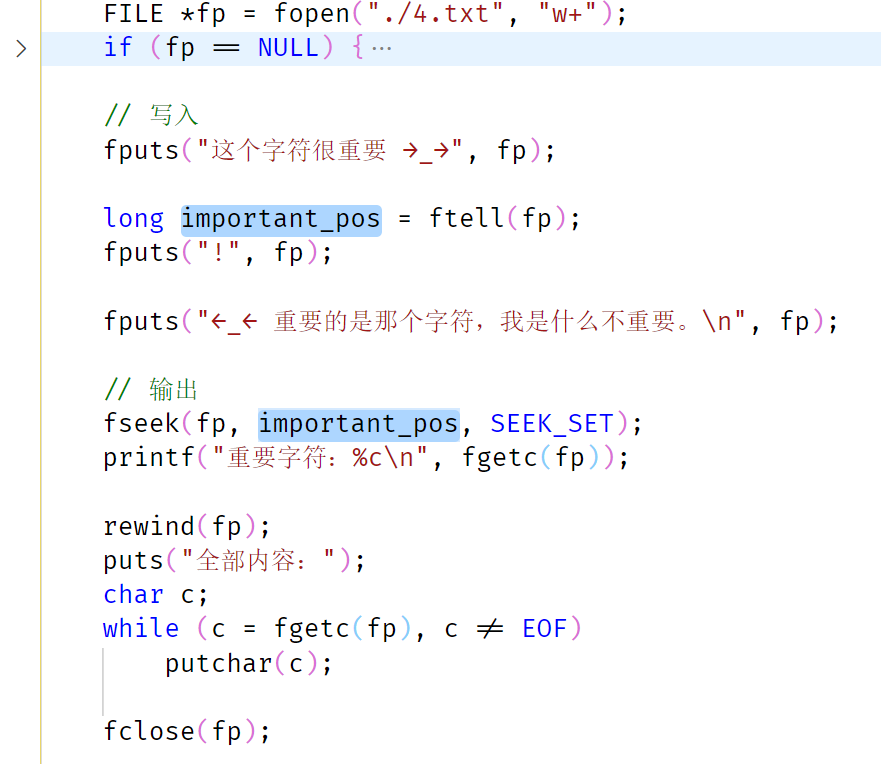 FILE *fp = fopen("./4.txt", "w+");
if (fp == NULL) { ···
// 写入
fputs("这个字符很重要 →_→", fp);
long important_pos = ftell(fp);
fputs("!", fp);
fputs("←_← 重要的是那个字符，我是什么不重要。\n", fp);
// 输出
fseek(fp, important_pos, SEEK_SET);
printf("重要字符：%c\n", fgetc(fp));
rewind(fp);
puts("全部内容：");
char c;
while (c = fgetc(fp), c != EOF)
putchar(c);
fclose(fp);